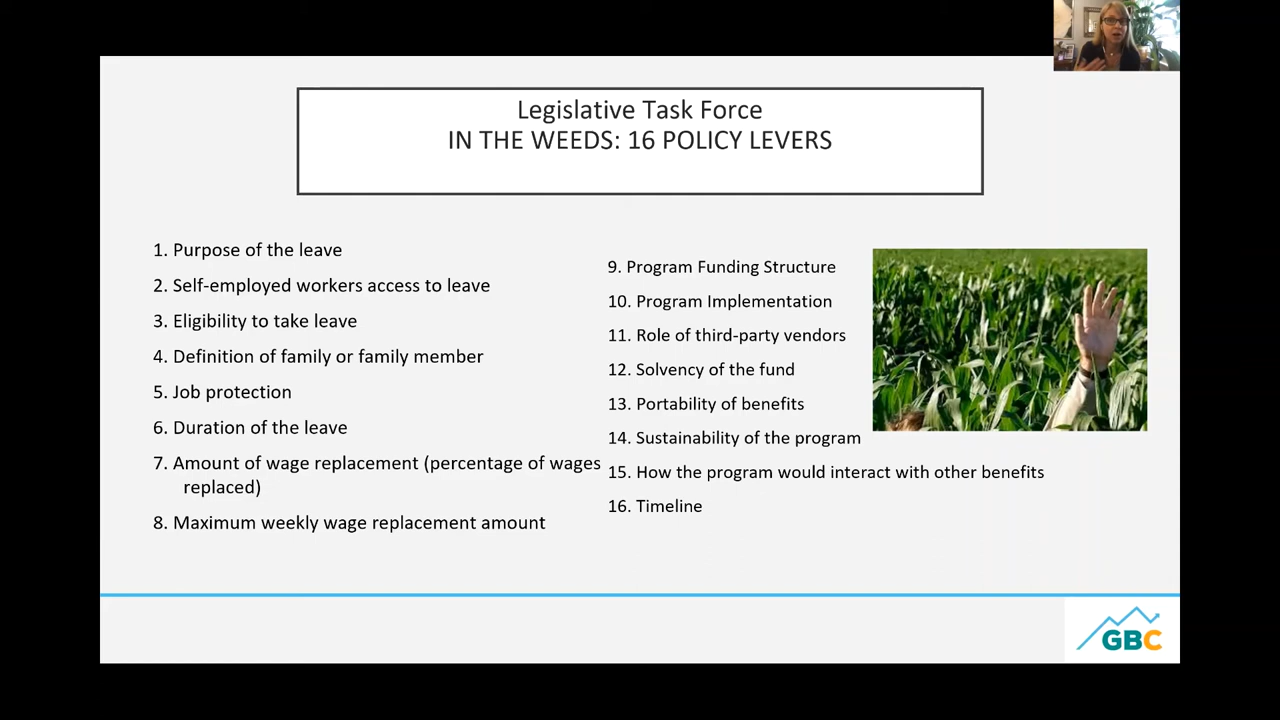 Legislative Task Force
IN THE WEEDS: 16 POLICY LEVERS
1. Purpose of the leave
2. Self-employed workers access to leave
3. Eligibility to take leave
4. Definition of family or family member
5. Job protection
6. Duration of the leave
7. Amount of wage replacement (percentage of wages
replaced)
8. Maximum weekly wage replacement amount
9. Program Funding Structure
10. Program Implementation
11. Role of third-party vendors
12. Solvency of the fund
13. Portability of benefits
14. Sustainability of the program
15. How the program would interact with other benefits
16. Timeline
GBC